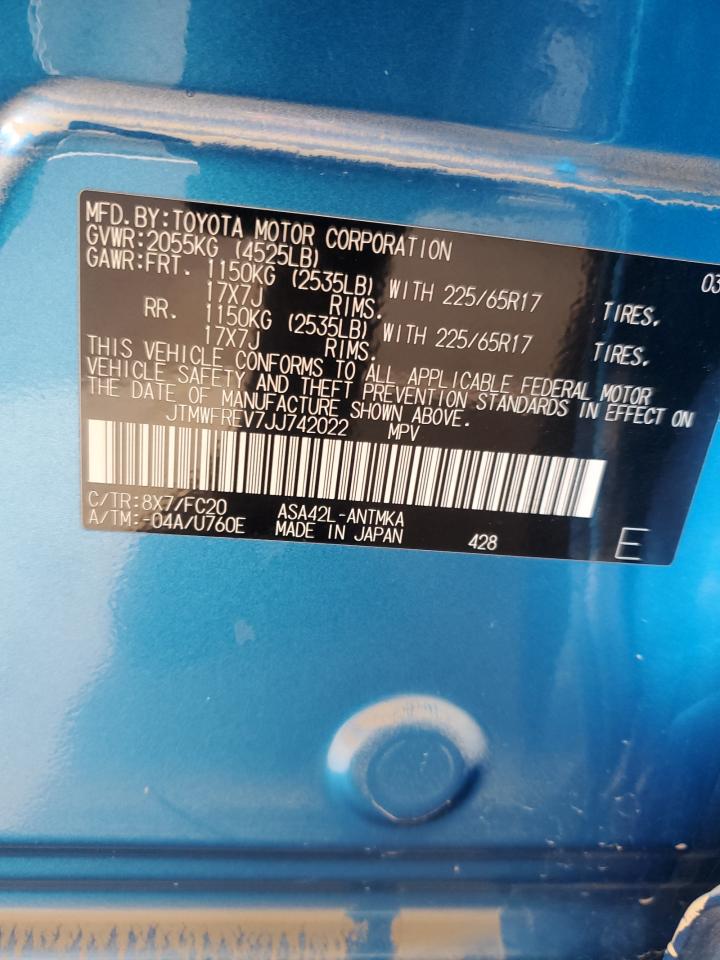 MFD.BY:TOYOTA MOTOR CORPORATION 03
GVWR:2055KG (4525LB)
GAWR:FRT. 1150KG (2535LB) WITH 225/65R17 TIRES,
17X7J RIMS.
RR. 1150KG (2535LB) WITH 225/65R17 TIRES,
17X7J RIMS.
THIS VEHICLE CONFORMS TO ALL APPLICABLE FEDERAL MOTOR
VEHICLE SAFETY AND THEFT PREVENTION STANDARDS IN EFFECT ON
THE DATE OF MANUFACTURE SHOWN ABOVE.
JTMWFREV7JJ742022 MPV
C/TR:8X7/FC20 ASA42L-ANTMKA
A/TM:-04A/U760E MADE IN JAPAN 428 E